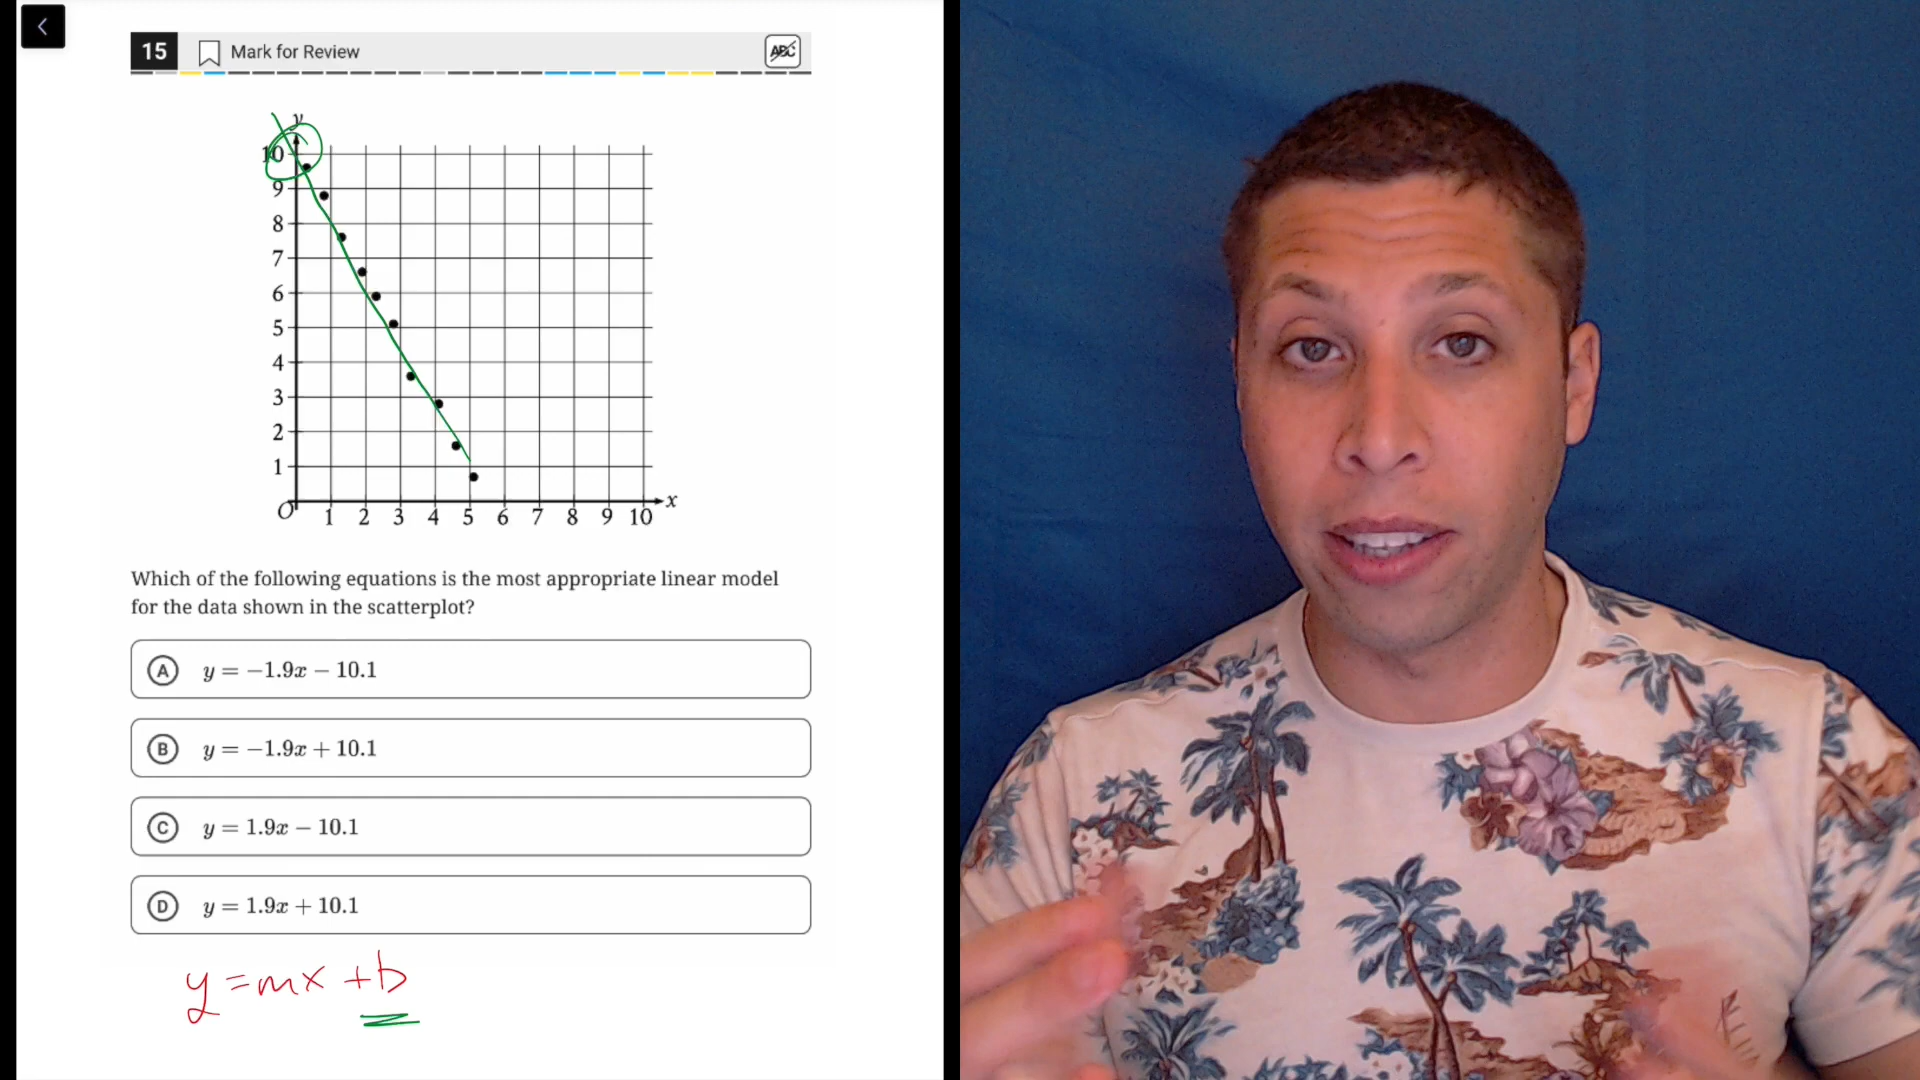 15 Mark for Review ABC
y
10
9
8
7
6
5
4
3
2
1
O 1 2 3 4 5 6 7 8 9 10 x
Which of the following equations is the most appropriate linear model
for the data shown in the scatterplot?
A y = −1.9x − 10.1
B y = −1.9x + 10.1
C y = 1.9x − 10.1
D y = 1.9x + 10.1
y = mx + b